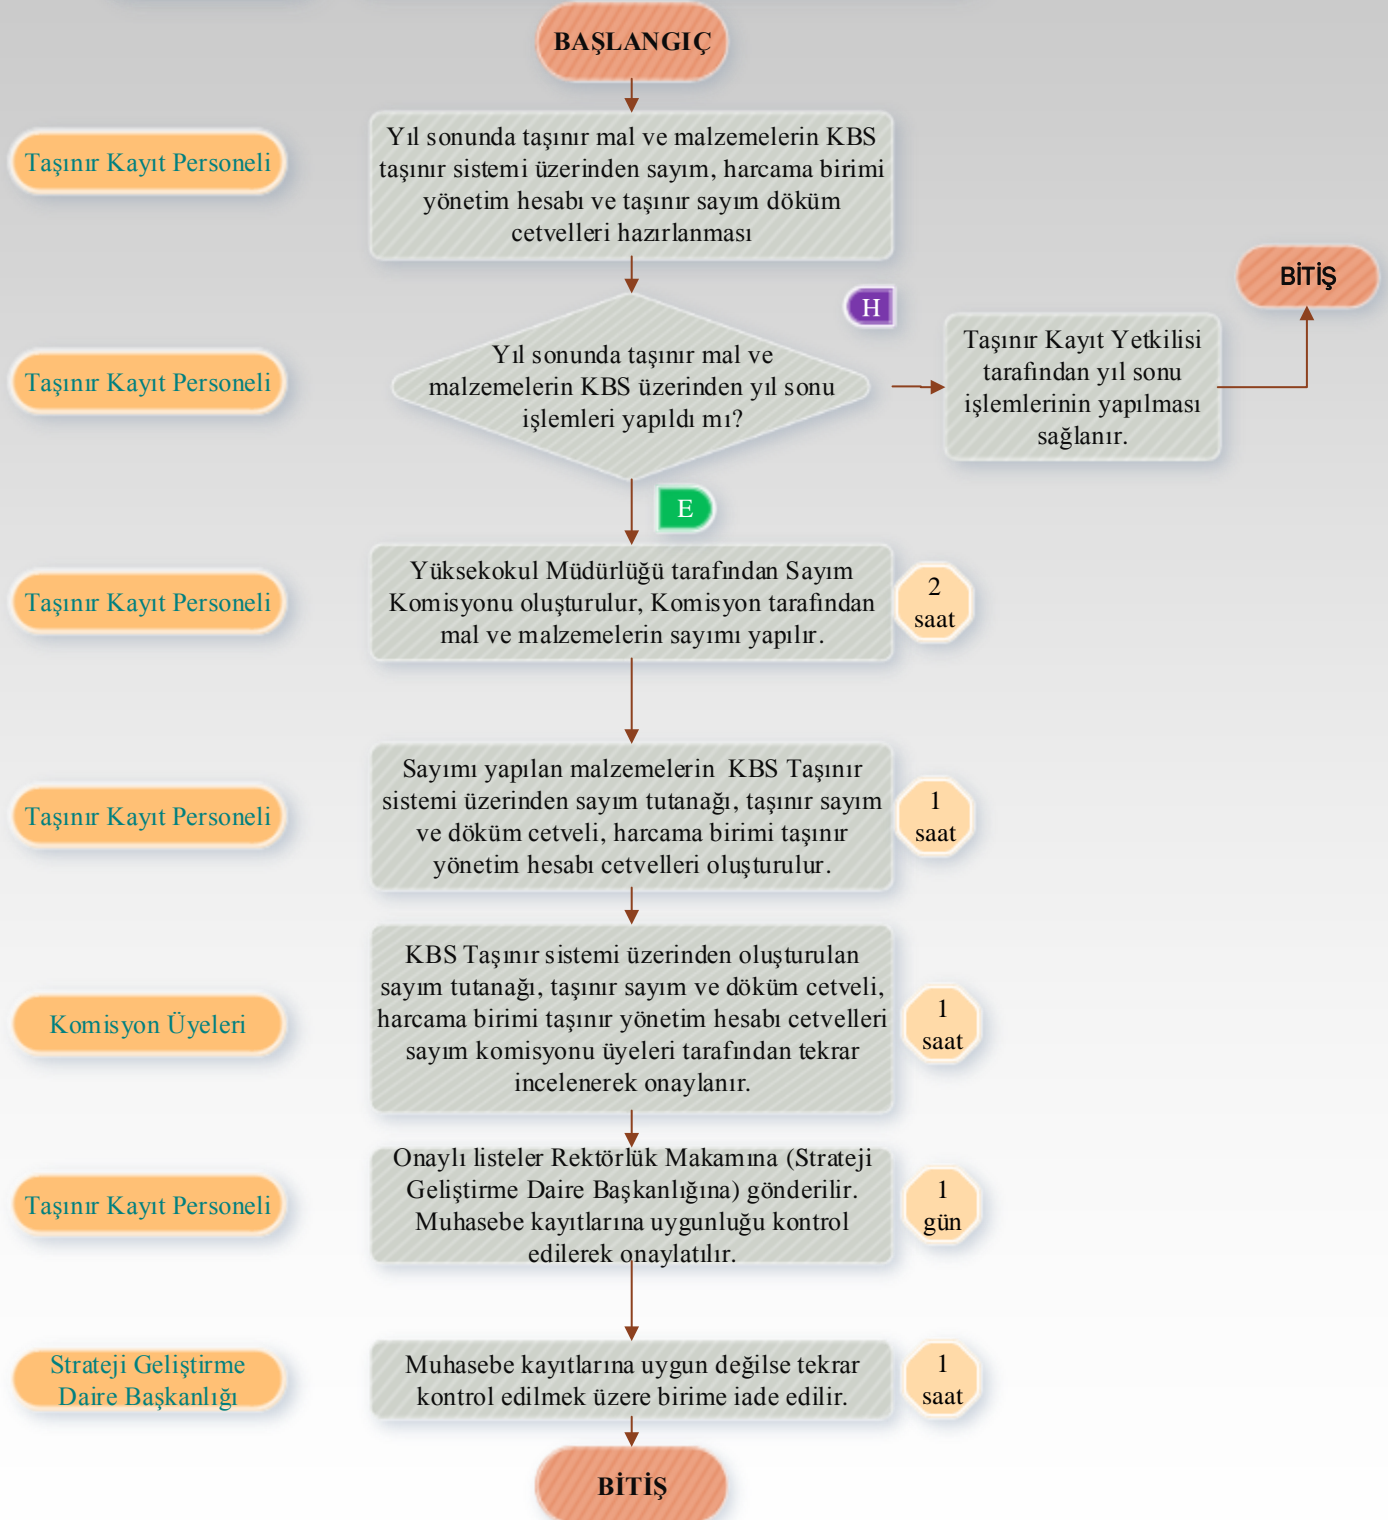 BAŞLANGIÇ
Taşınır Kayıt Personeli
Yıl sonunda taşınır mal ve malzemelerin KBS
taşınır sistemi üzerinden sayım, harcama birimi
yönetim hesabı ve taşınır sayım döküm
cetvelleri hazırlanması
BİTİŞ
H
Taşınır Kayıt Personeli
Yıl sonunda taşınır mal ve
malzemelerin KBS üzerinden yıl sonu
işlemleri yapıldı mı?
Taşınır Kayıt Yetkilisi
tarafından yıl sonu
işlemlerinin yapılması
sağlanır.
E
Taşınır Kayıt Personeli
Yüksekokul Müdürlüğü tarafından Sayım
Komisyonu oluşturulur, Komisyon tarafından
mal ve malzemelerin sayımı yapılır.
2
saat
Taşınır Kayıt Personeli
Sayımı yapılan malzemelerin  KBS Taşınır
sistemi üzerinden sayım tutanağı, taşınır sayım
ve döküm cetveli, harcama birimi taşınır
yönetim hesabı cetvelleri oluşturulur.
1
saat
Komisyon Üyeleri
KBS Taşınır sistemi üzerinden oluşturulan
sayım tutanağı, taşınır sayım ve döküm cetveli,
harcama birimi taşınır yönetim hesabı cetvelleri
sayım komisyonu üyeleri tarafından tekrar
incelenerek onaylanır.
1
saat
Taşınır Kayıt Personeli
Onaylı listeler Rektörlük Makamına (Strateji
Geliştirme Daire Başkanlığına) gönderilir.
Muhasebe kayıtlarına uygunluğu kontrol
edilerek onaylatılır.
1
gün
Strateji Geliştirme
Daire Başkanlığı
Muhasebe kayıtlarına uygun değilse tekrar
kontrol edilmek üzere birime iade edilir.
1
saat
BİTİŞ